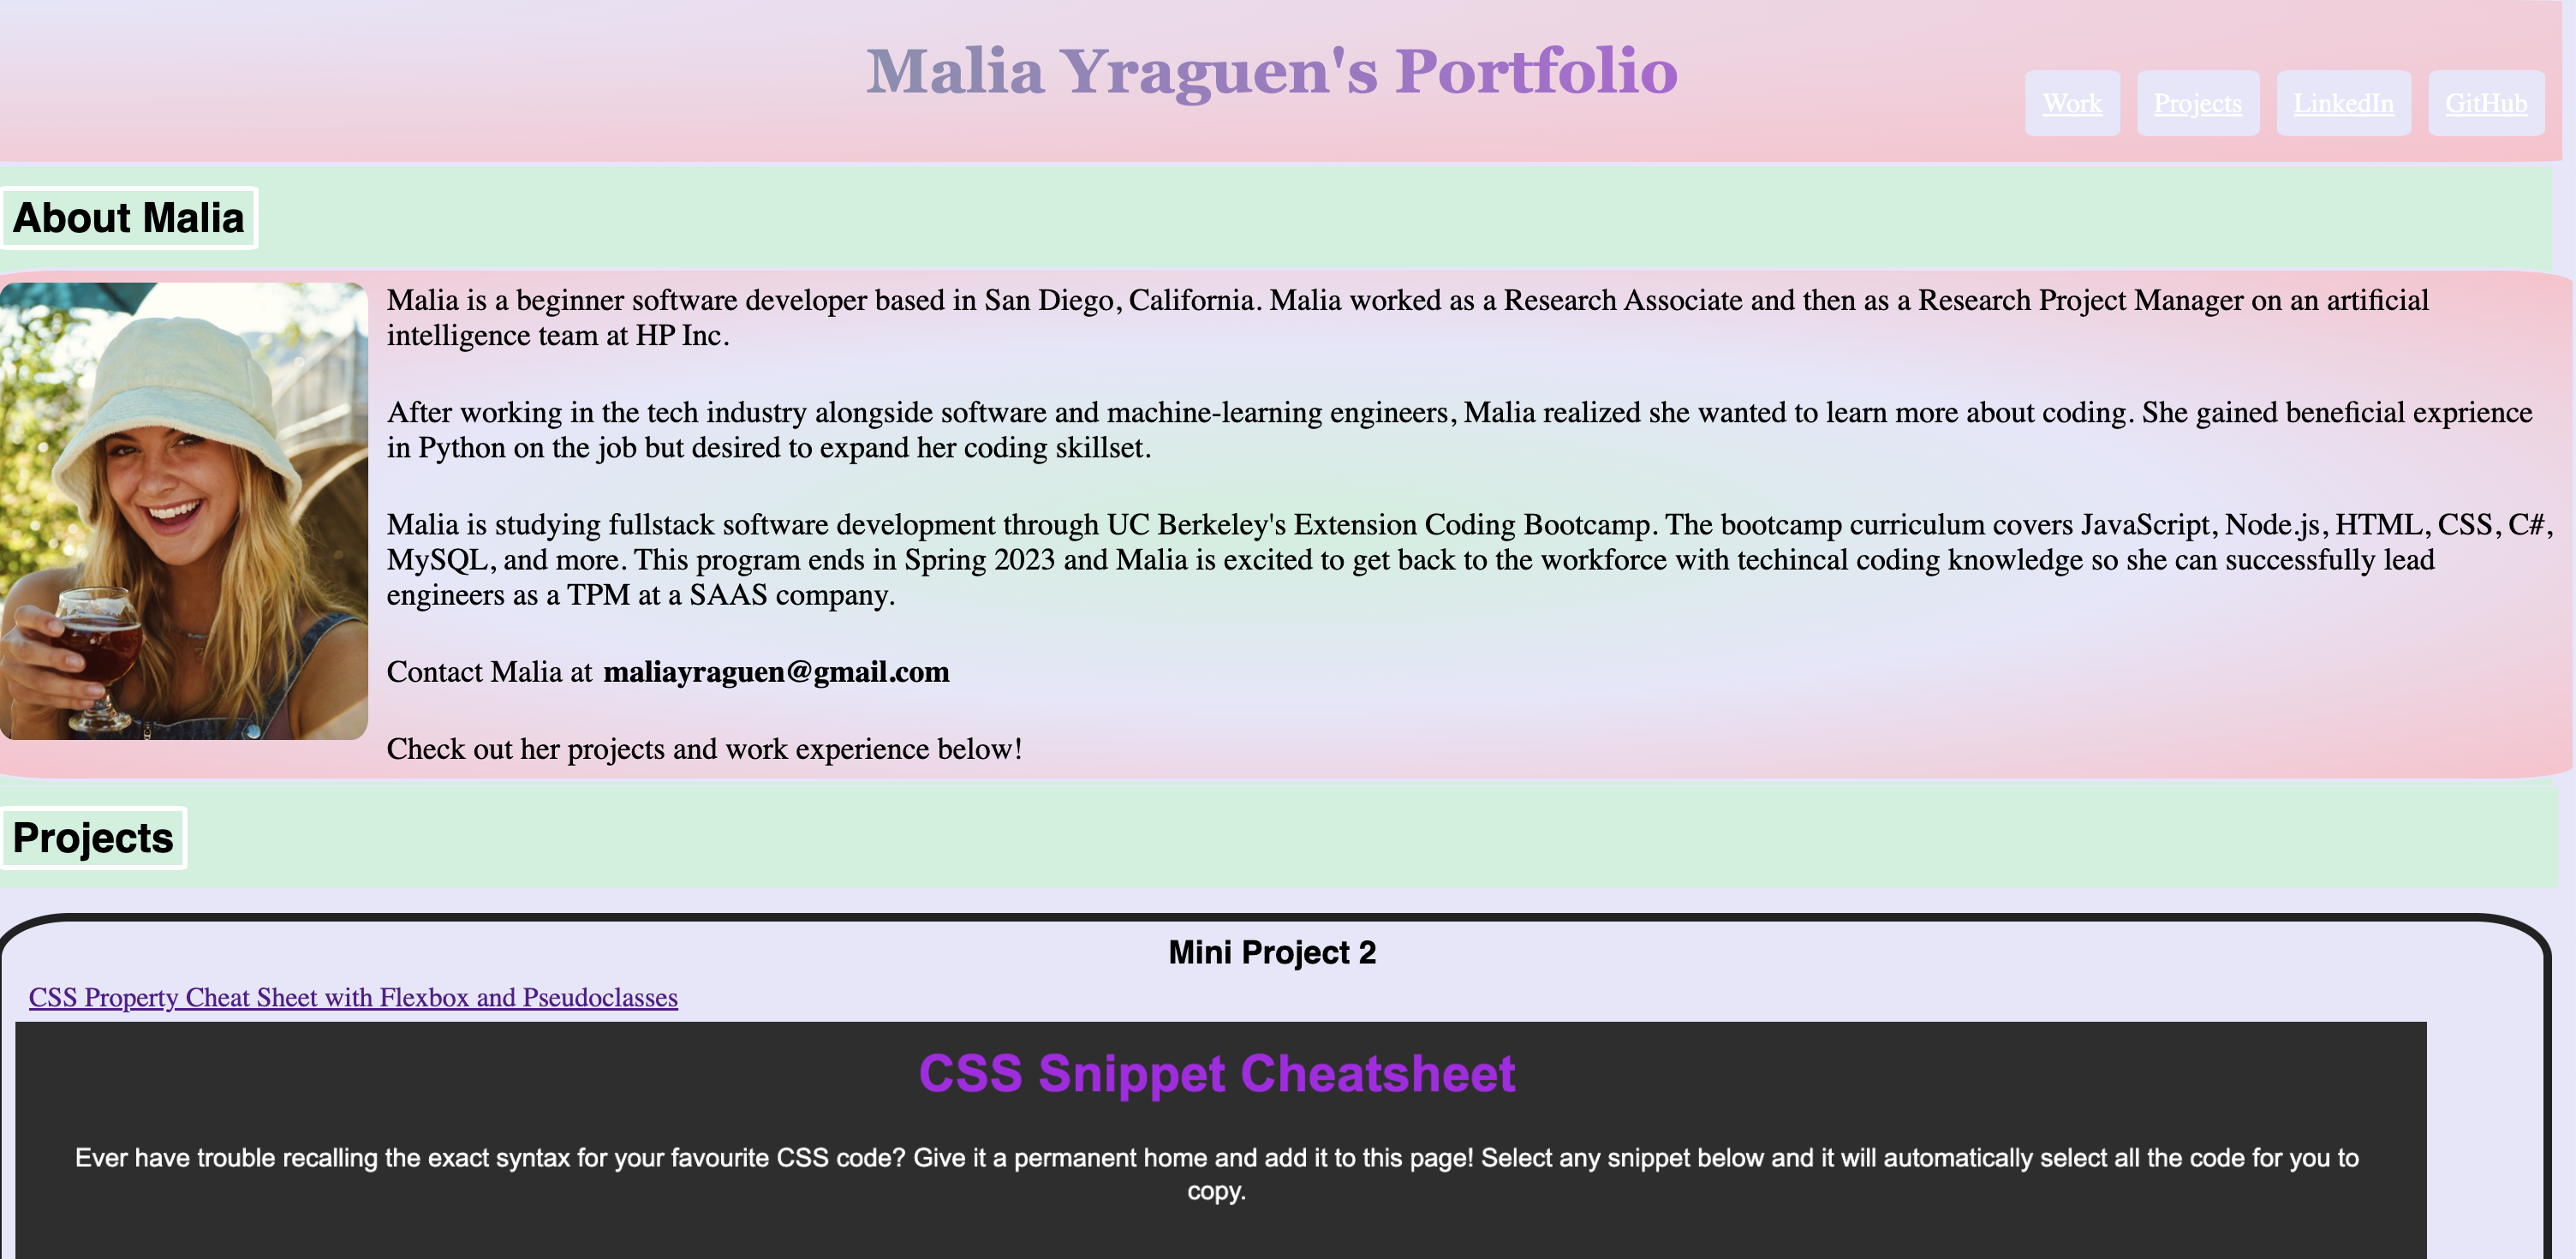 Malia Yraguen's Portfolio
Work
Projects
LinkedIn
GitHub
About Malia
Malia is a beginner software developer based in San Diego, California. Malia worked as a Research Associate and then as a Research Project Manager on an artificial
intelligence team at HP Inc.
After working in the tech industry alongside software and machine-learning engineers, Malia realized she wanted to learn more about coding. She gained beneficial exprience
in Python on the job but desired to expand her coding skillset.
Malia is studying fullstack software development through UC Berkeley's Extension Coding Bootcamp. The bootcamp curriculum covers JavaScript, Node.js, HTML, CSS, C#,
MySQL, and more. This program ends in Spring 2023 and Malia is excited to get back to the workforce with techincal coding knowledge so she can successfully lead
engineers as a TPM at a SAAS company.
Contact Malia at maliayraguen@gmail.com
Check out her projects and work experience below!
Projects
Mini Project 2
CSS Property Cheat Sheet with Flexbox and Pseudoclasses
CSS Snippet Cheatsheet
Ever have trouble recalling the exact syntax for your favourite CSS code? Give it a permanent home and add it to this page! Select any snippet below and it will automatically select all the code for you to
copy.